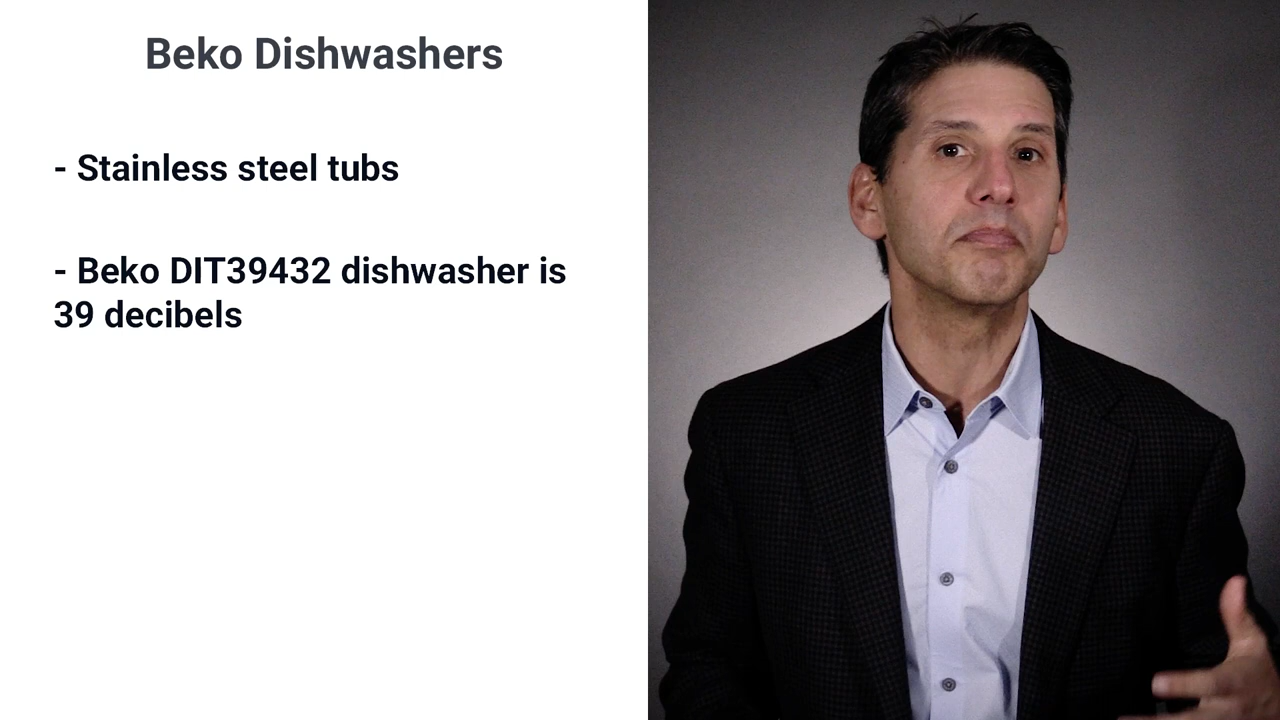 Beko Dishwashers
- Stainless steel tubs
- Beko DIT39432 dishwasher is
39 decibels